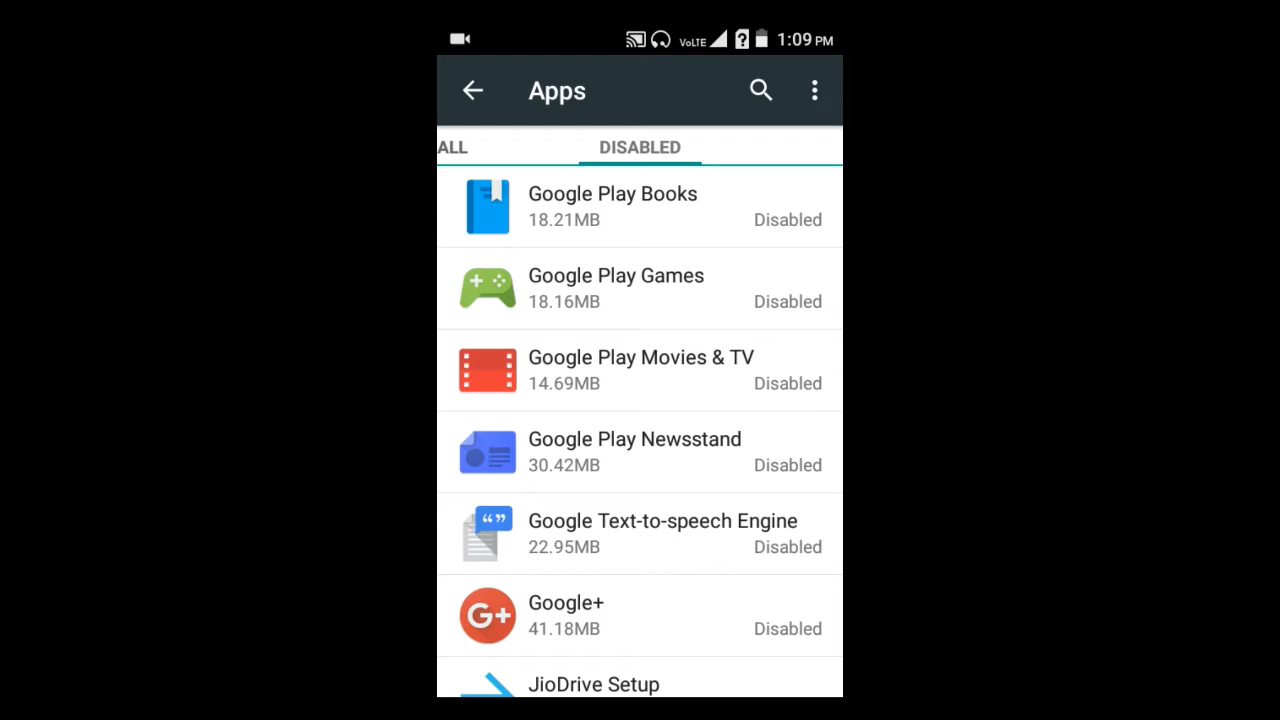 VoLTE ? 1:09 PM
Apps
ALL DISABLED
Google Play Books
18.21MB Disabled
Google Play Games
18.16MB Disabled
Google Play Movies & TV
14.69MB Disabled
Google Play Newsstand
30.42MB Disabled
“ ”
Google Text-to-speech Engine
22.95MB Disabled
G+
Google+
41.18MB Disabled
JioDrive Setup